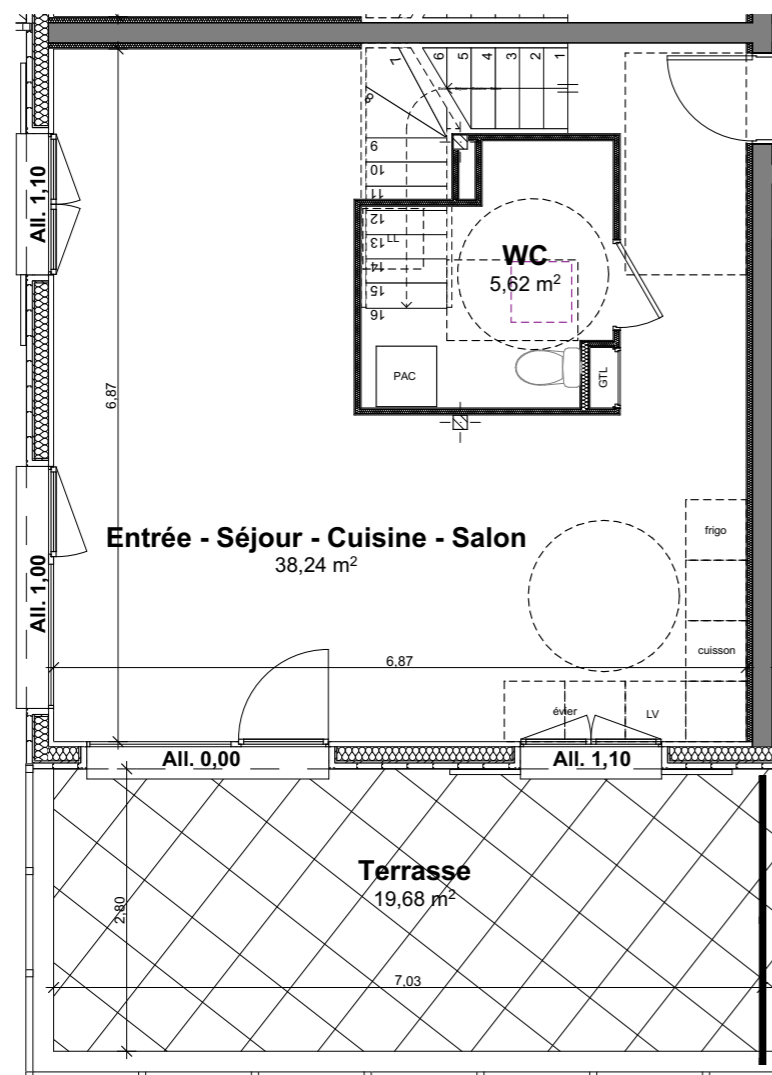 7
6
5
4
3
2
1
8
9
10
11
12
13
14
15
16
LL
All. 1,10
WC
5,62 m²
PAC
GTL
6,87
Entrée - Séjour - Cuisine - Salon
38,24 m²
frigo
All. 1,00
cuisson
6,87
évier
LV
All. 0,00
All. 1,10
Terrasse
19,68 m²
2,80
7,03